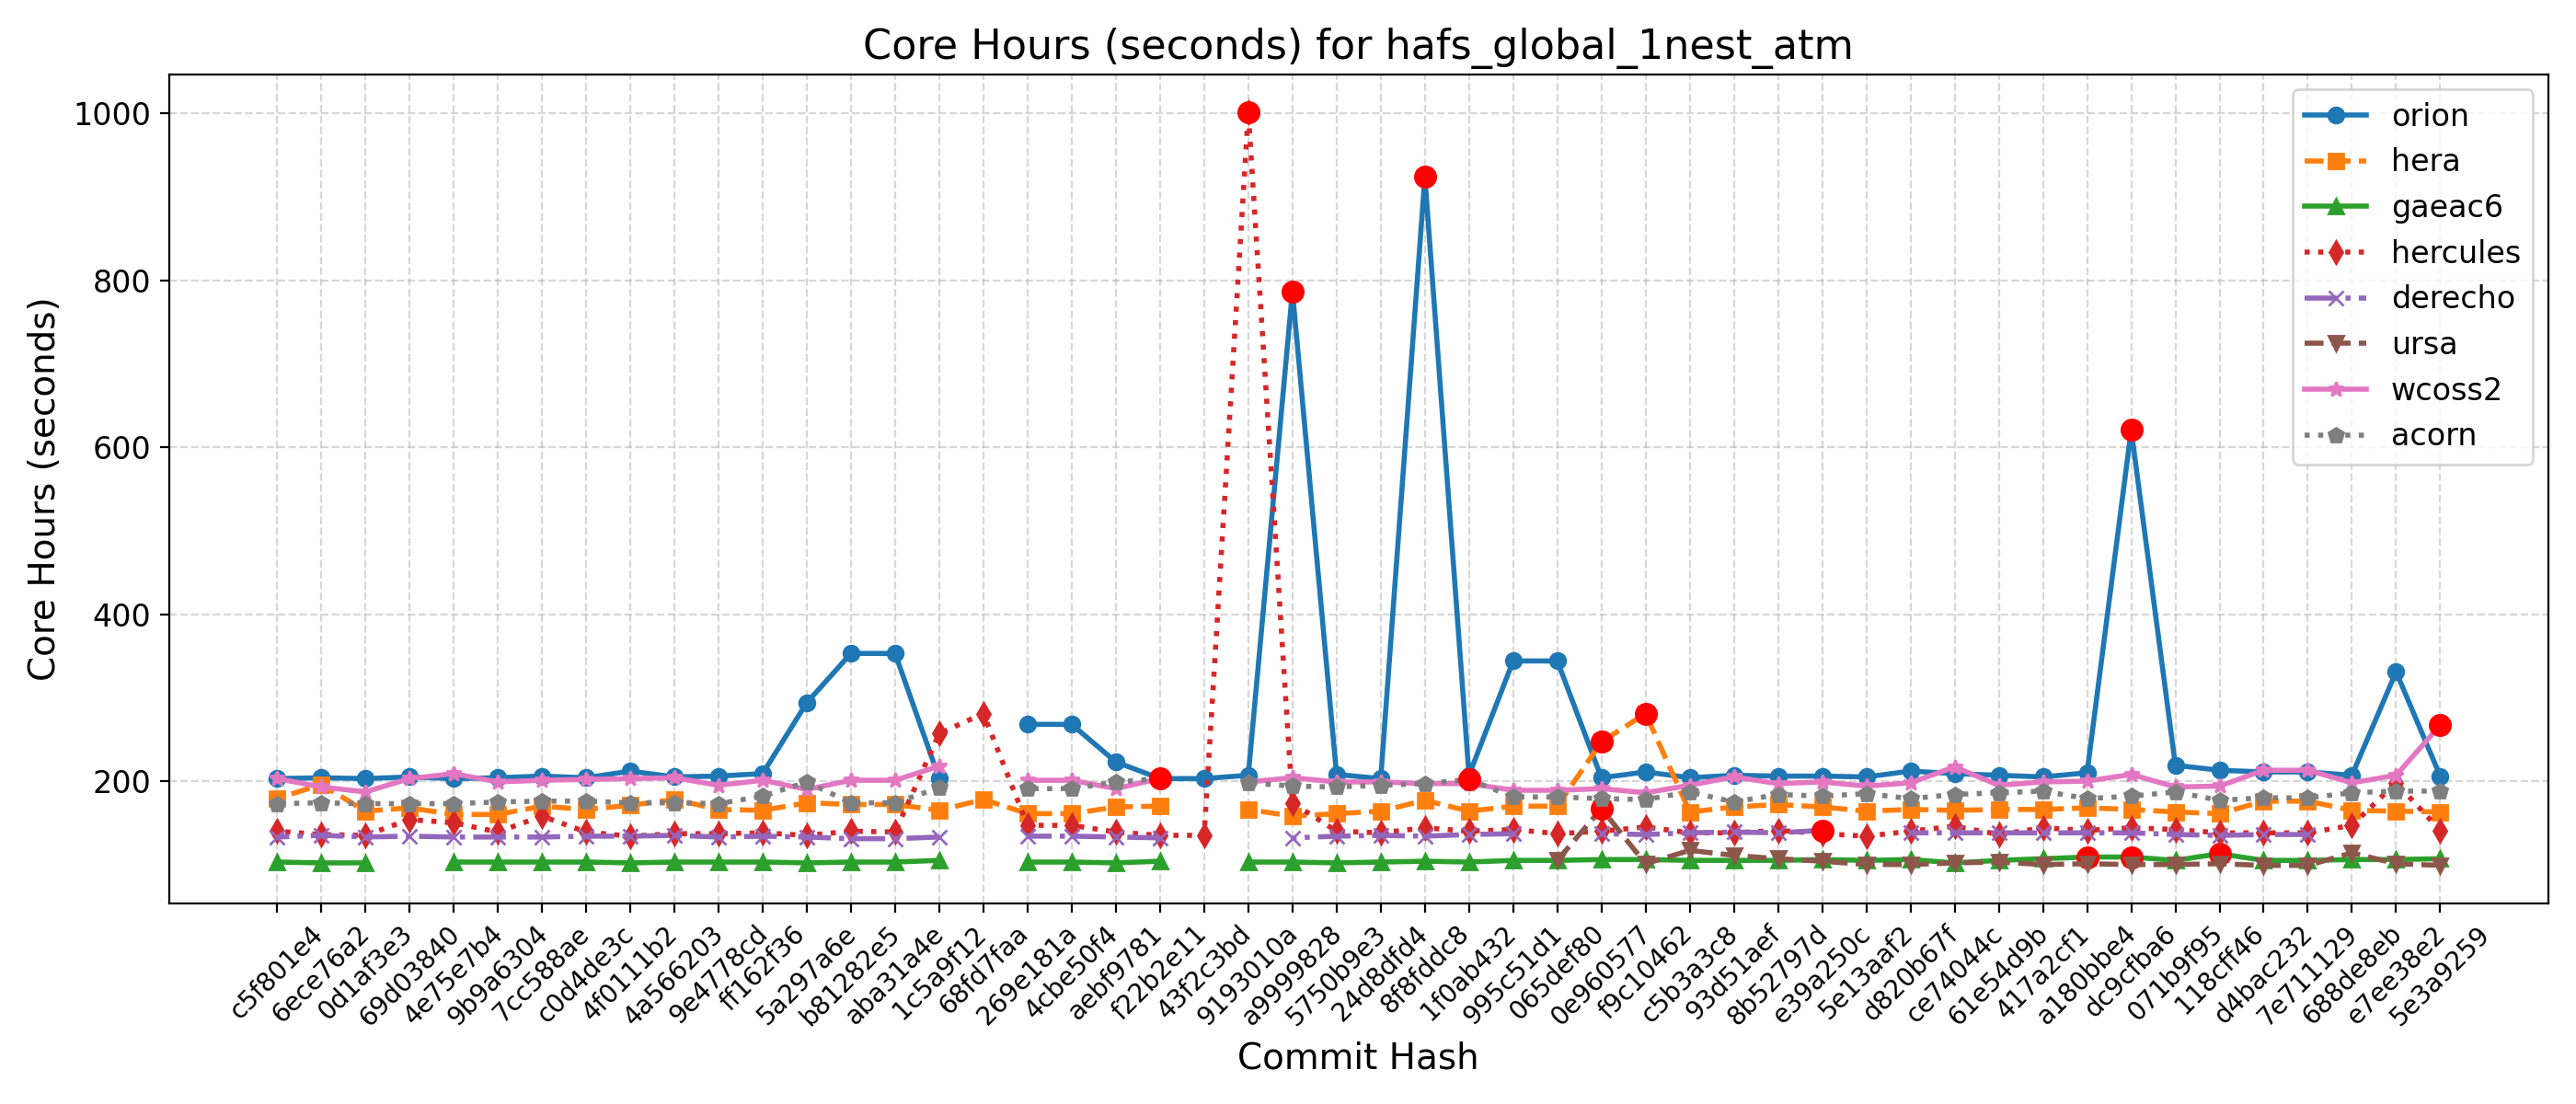 Core Hours (seconds) for hafs_global_1nest_atm
Core Hours (seconds)
1000
800
600
400
200
orion
hera
gaeac6
hercules
derecho
ursa
wcoss2
acorn
c5f801e4
6ece76a2
0d1af3e3
69d03840
4e75e7b4
9b9a6304
7cc588ae
c0d4de3c
4f0111b2
4a566203
9e4778cd
ff162f36
5a297a6e
b81282e5
aba31a4e
1c5a9f12
68fd7faa
269e181a
4cbe50f4
aebf9781
f22b2e11
43f2c3bd
9193010a
a9999828
5750b9e3
24d8dfd4
8f8fddc8
1f0ab432
995c51d1
065def80
0e960577
f9c10462
c5b3a3c8
93d51aef
8b52797d
e39a250c
5e13aaf2
d820b67f
ce74044c
61e54d9b
417a2cf1
a180bbe4
dc9cfba6
071b9f95
118cff46
d4bac232
7e711129
688de8eb
e7ee38e2
5e3a9259
Commit Hash